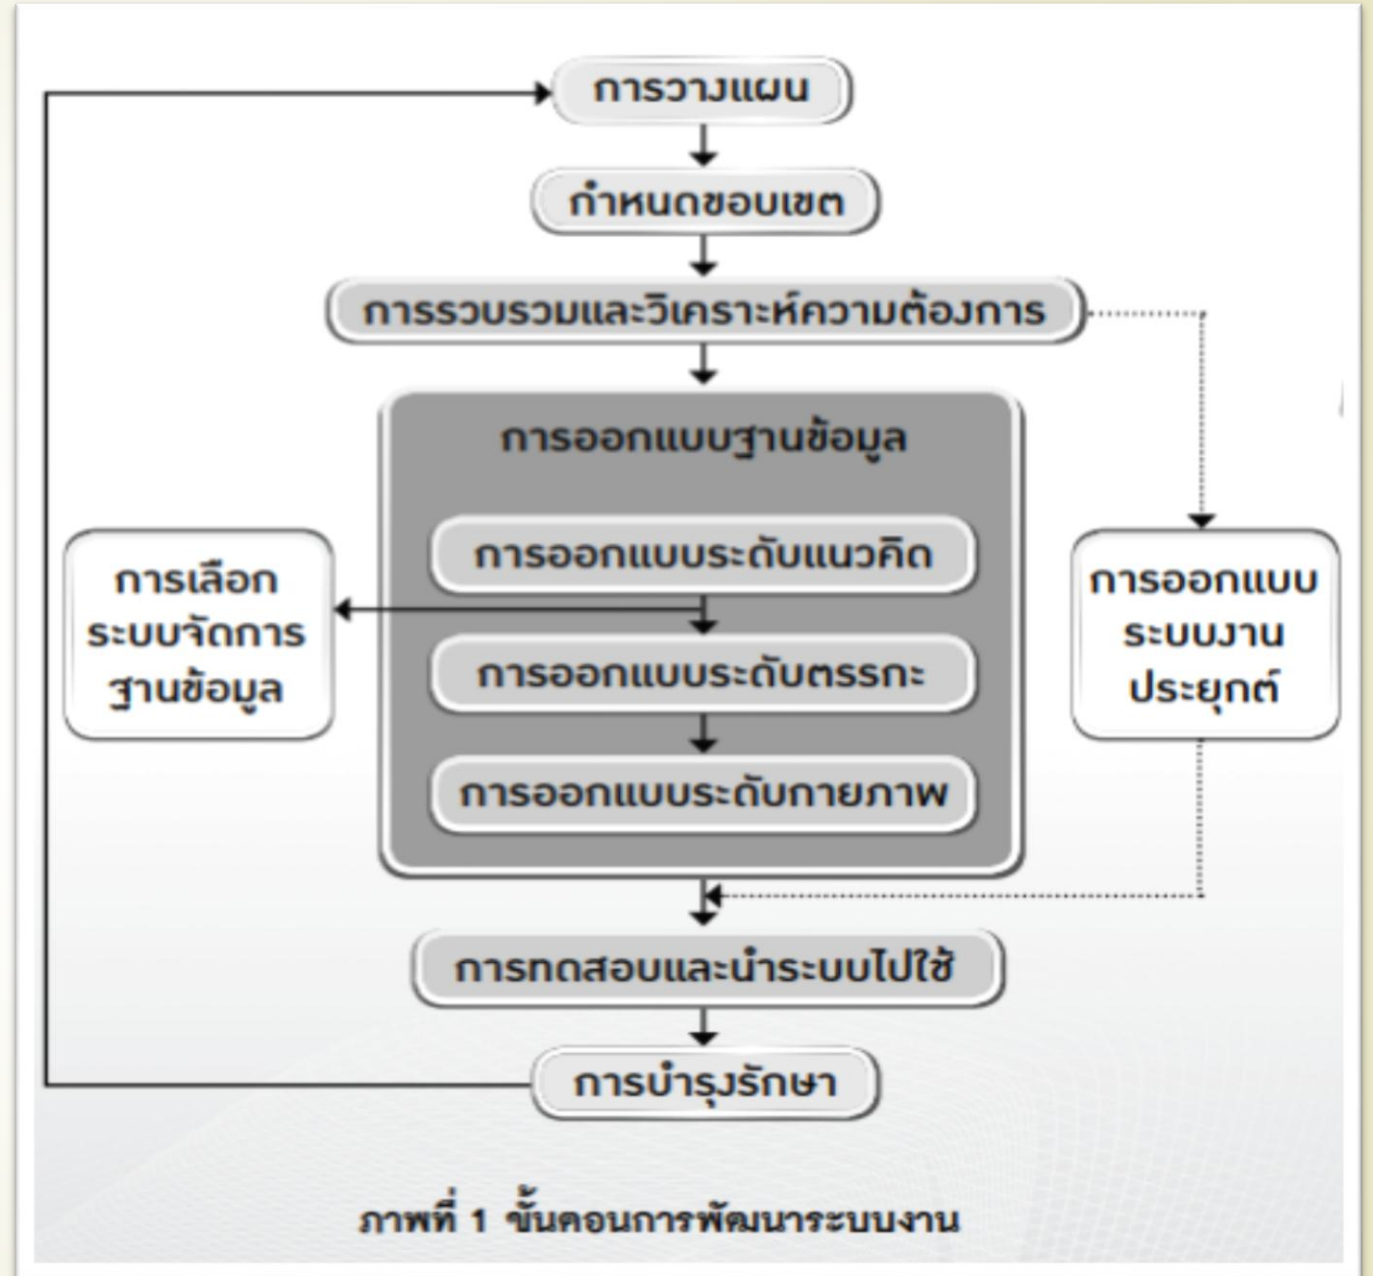 การวางแผน
กำหนดขอบเขต
การรวบรวมและวิเคราะห์ความต้องการ
การออกแบบฐานข้อมูล
การออกแบบระดับแนวคิด
การเลือก
ระบบจัดการ
ฐานข้อมูล
การออกแบบ
ระบบงาน
ประยุกต์
การออกแบบระดับตรรกะ
การออกแบบระดับกายภาพ
การทดสอบและนำระบบไปใช้
การบำรุงรักษา
ภาพที่ 1 ขั้นตอนการพัฒนาระบบงาน